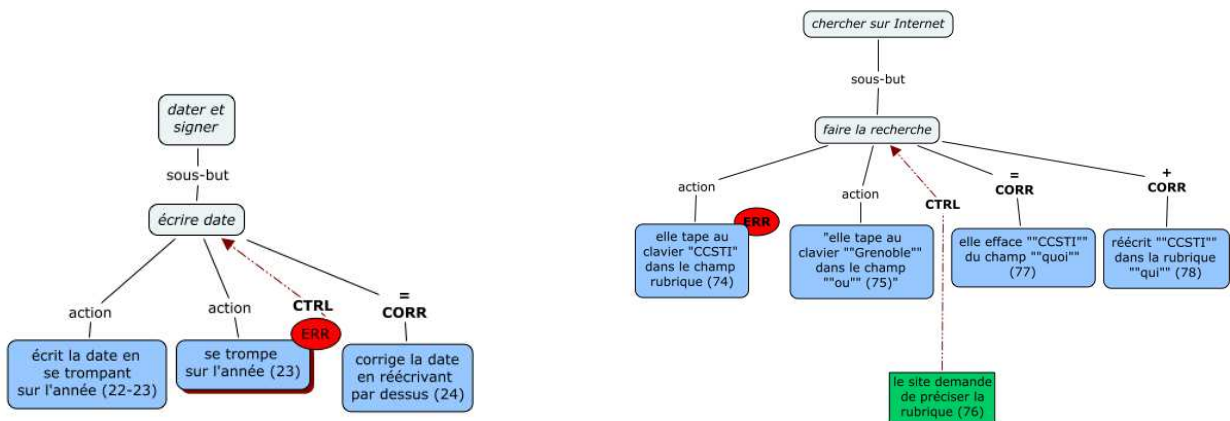 dater et
signer
sous-but
écrire date
action
action
CTRL
=
CORR
ERR
écrit la date en
se trompant
sur l'année (22-23)
se trompe
sur l'année (23)
corrige la date
en réécrivant
par dessus (24)
chercher sur Internet
sous-but
faire la recherche
action
action
CTRL
=
CORR
+
CORR
ERR
elle tape au
clavier "CCSTI"
dans le champ
rubrique (74)
"elle tape au
clavier ""Grenoble""
dans le champ
""ou"" (75)"
elle efface ""CCSTI""
du champ ""quoi""
(77)
réécrit ""CCSTI""
dans la rubrique
""qui"" (78)
le site demande
de préciser la
rubrique (76)